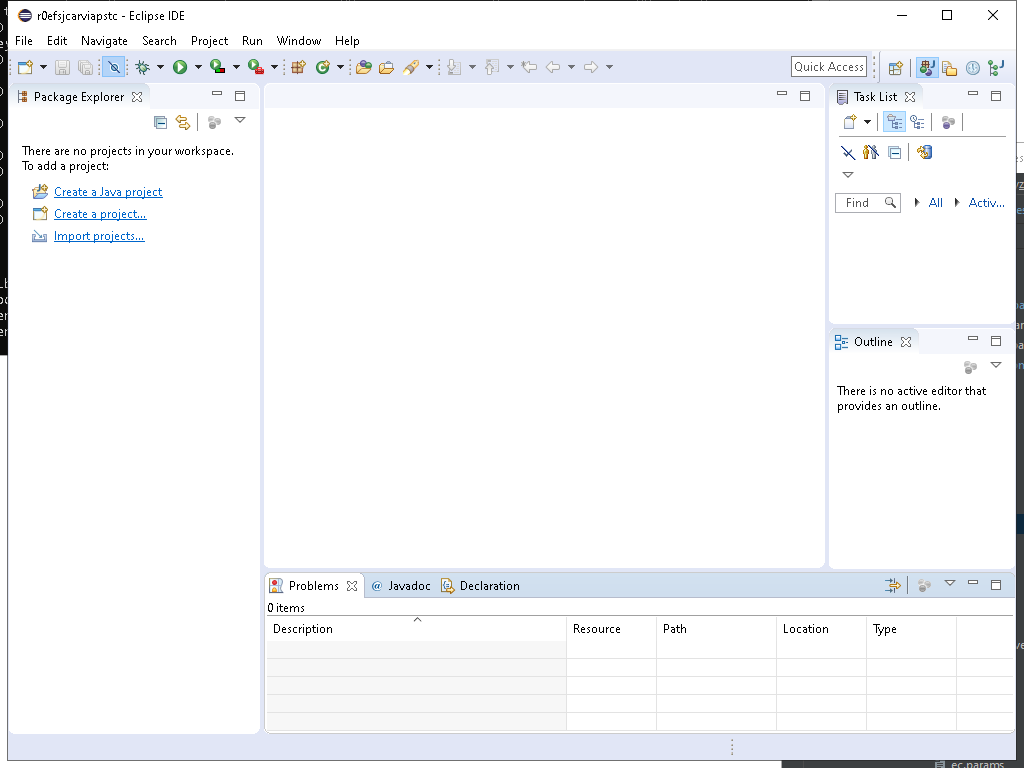 r0efsjcarviapstc - Eclipse IDE
File Edit Navigate Search Project Run Window Help
Quick Access
Package Explorer
Task List
There are no projects in your workspace.
To add a project:
Create a Java project
Create a project...
Import projects...
Find All Activ...
Outline
There is no active editor that
provides an outline.
Problems @ Javadoc Declaration
0 items
Description Resource Path Location Type
ec.params